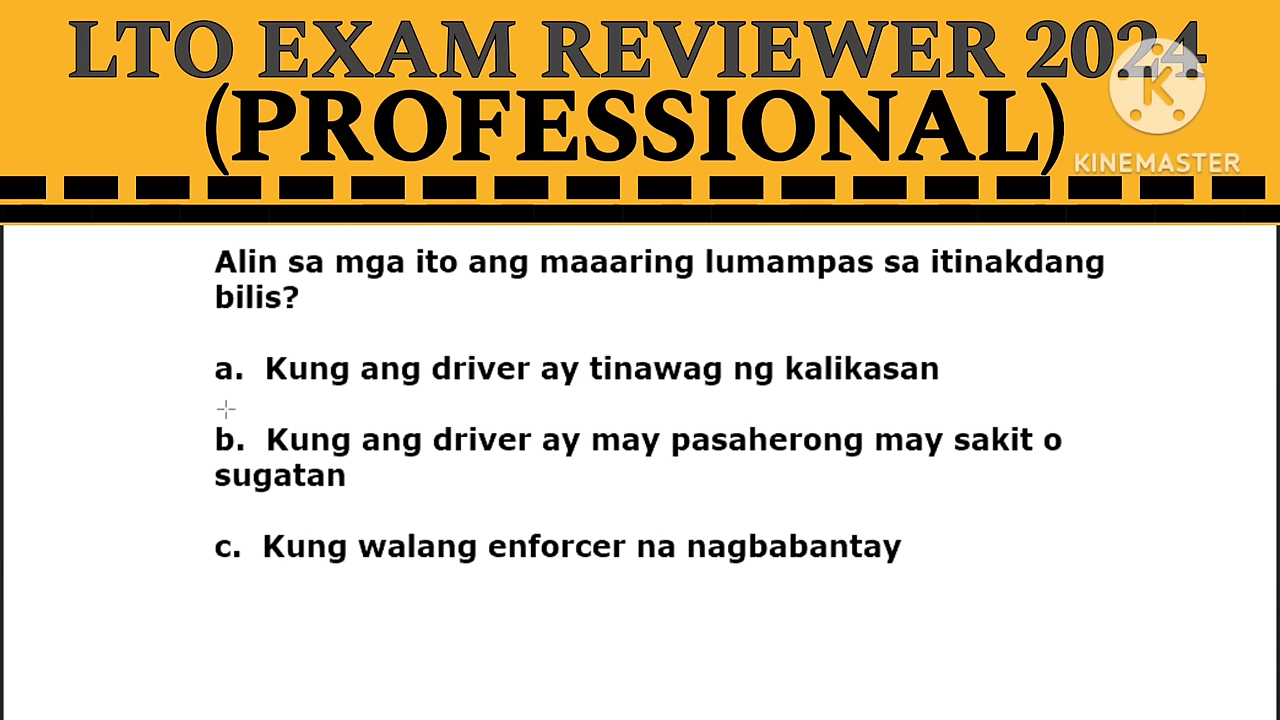 LTO EXAM REVIEWER 2024
(PROFESSIONAL)
K
KINEMASTER
Alin sa mga ito ang maaaring lumampas sa itinakdang
bilis?
a. Kung ang driver ay tinawag ng kalikasan
b. Kung ang driver ay may pasaherong may sakit o
sugatan
c. Kung walang enforcer na nagbabantay